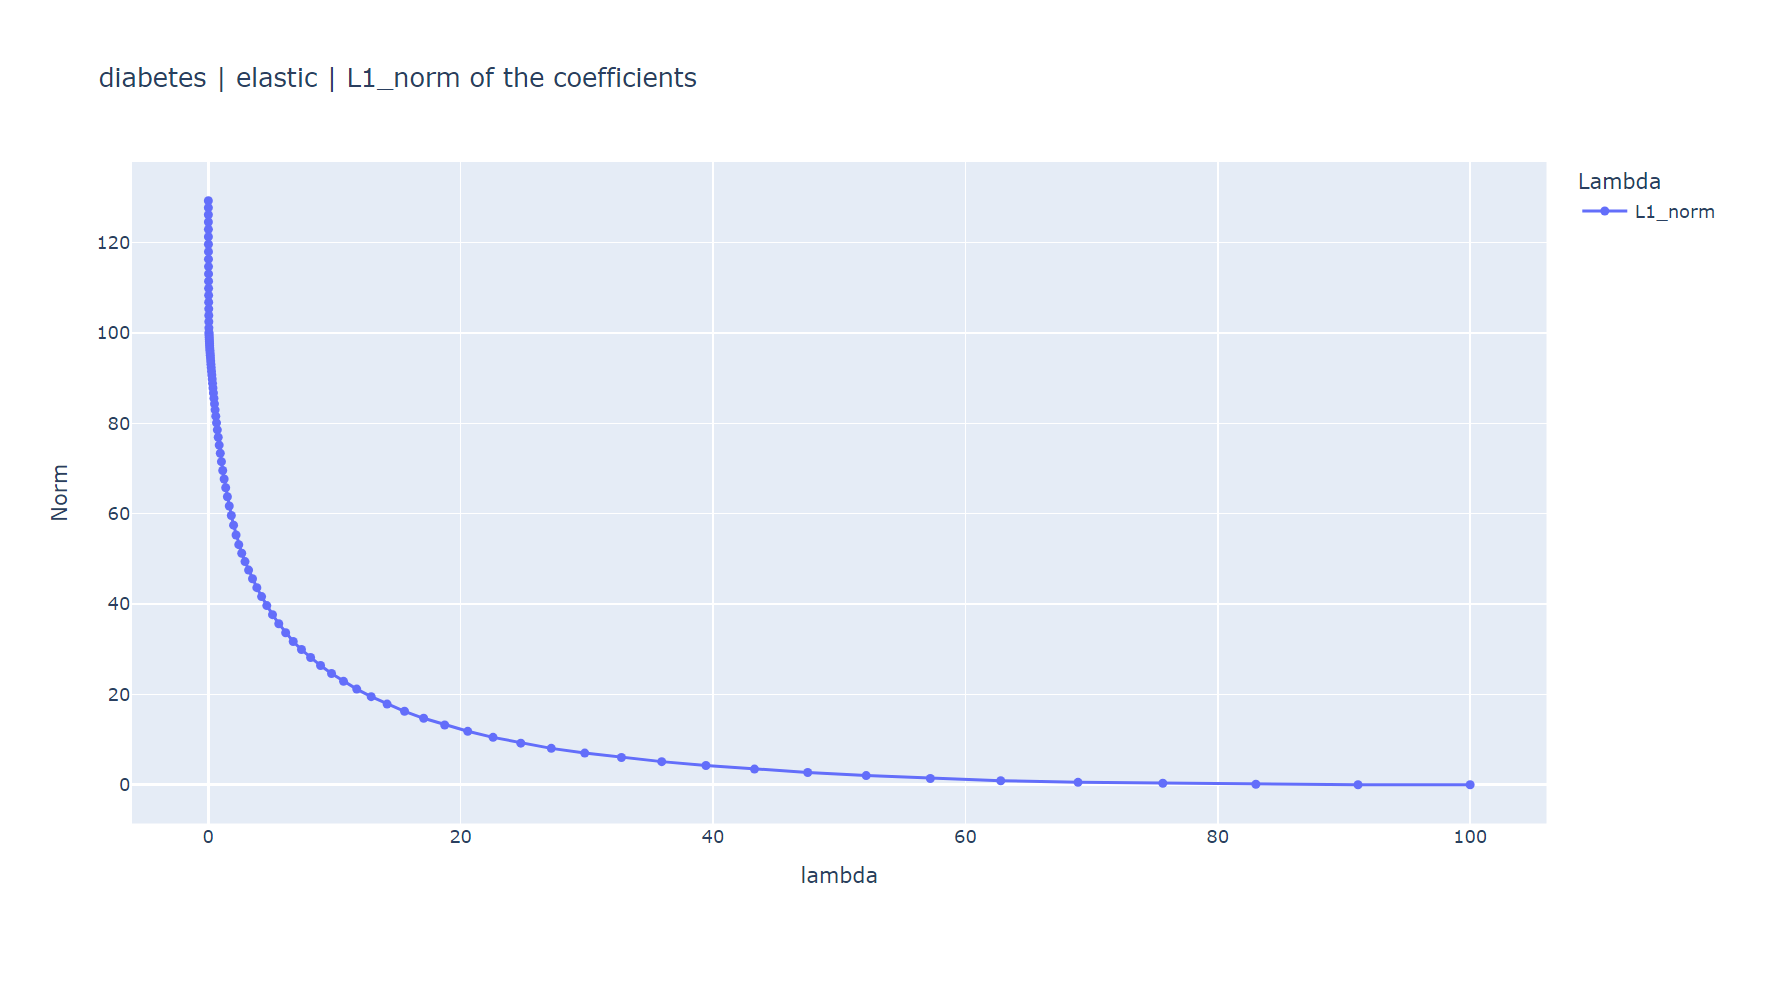 diabetes | elastic | L1_norm of the coefficients
Lambda
L1_norm
120
100
80
60
40
20
0
Norm
0 20 40 60 80 100
lambda